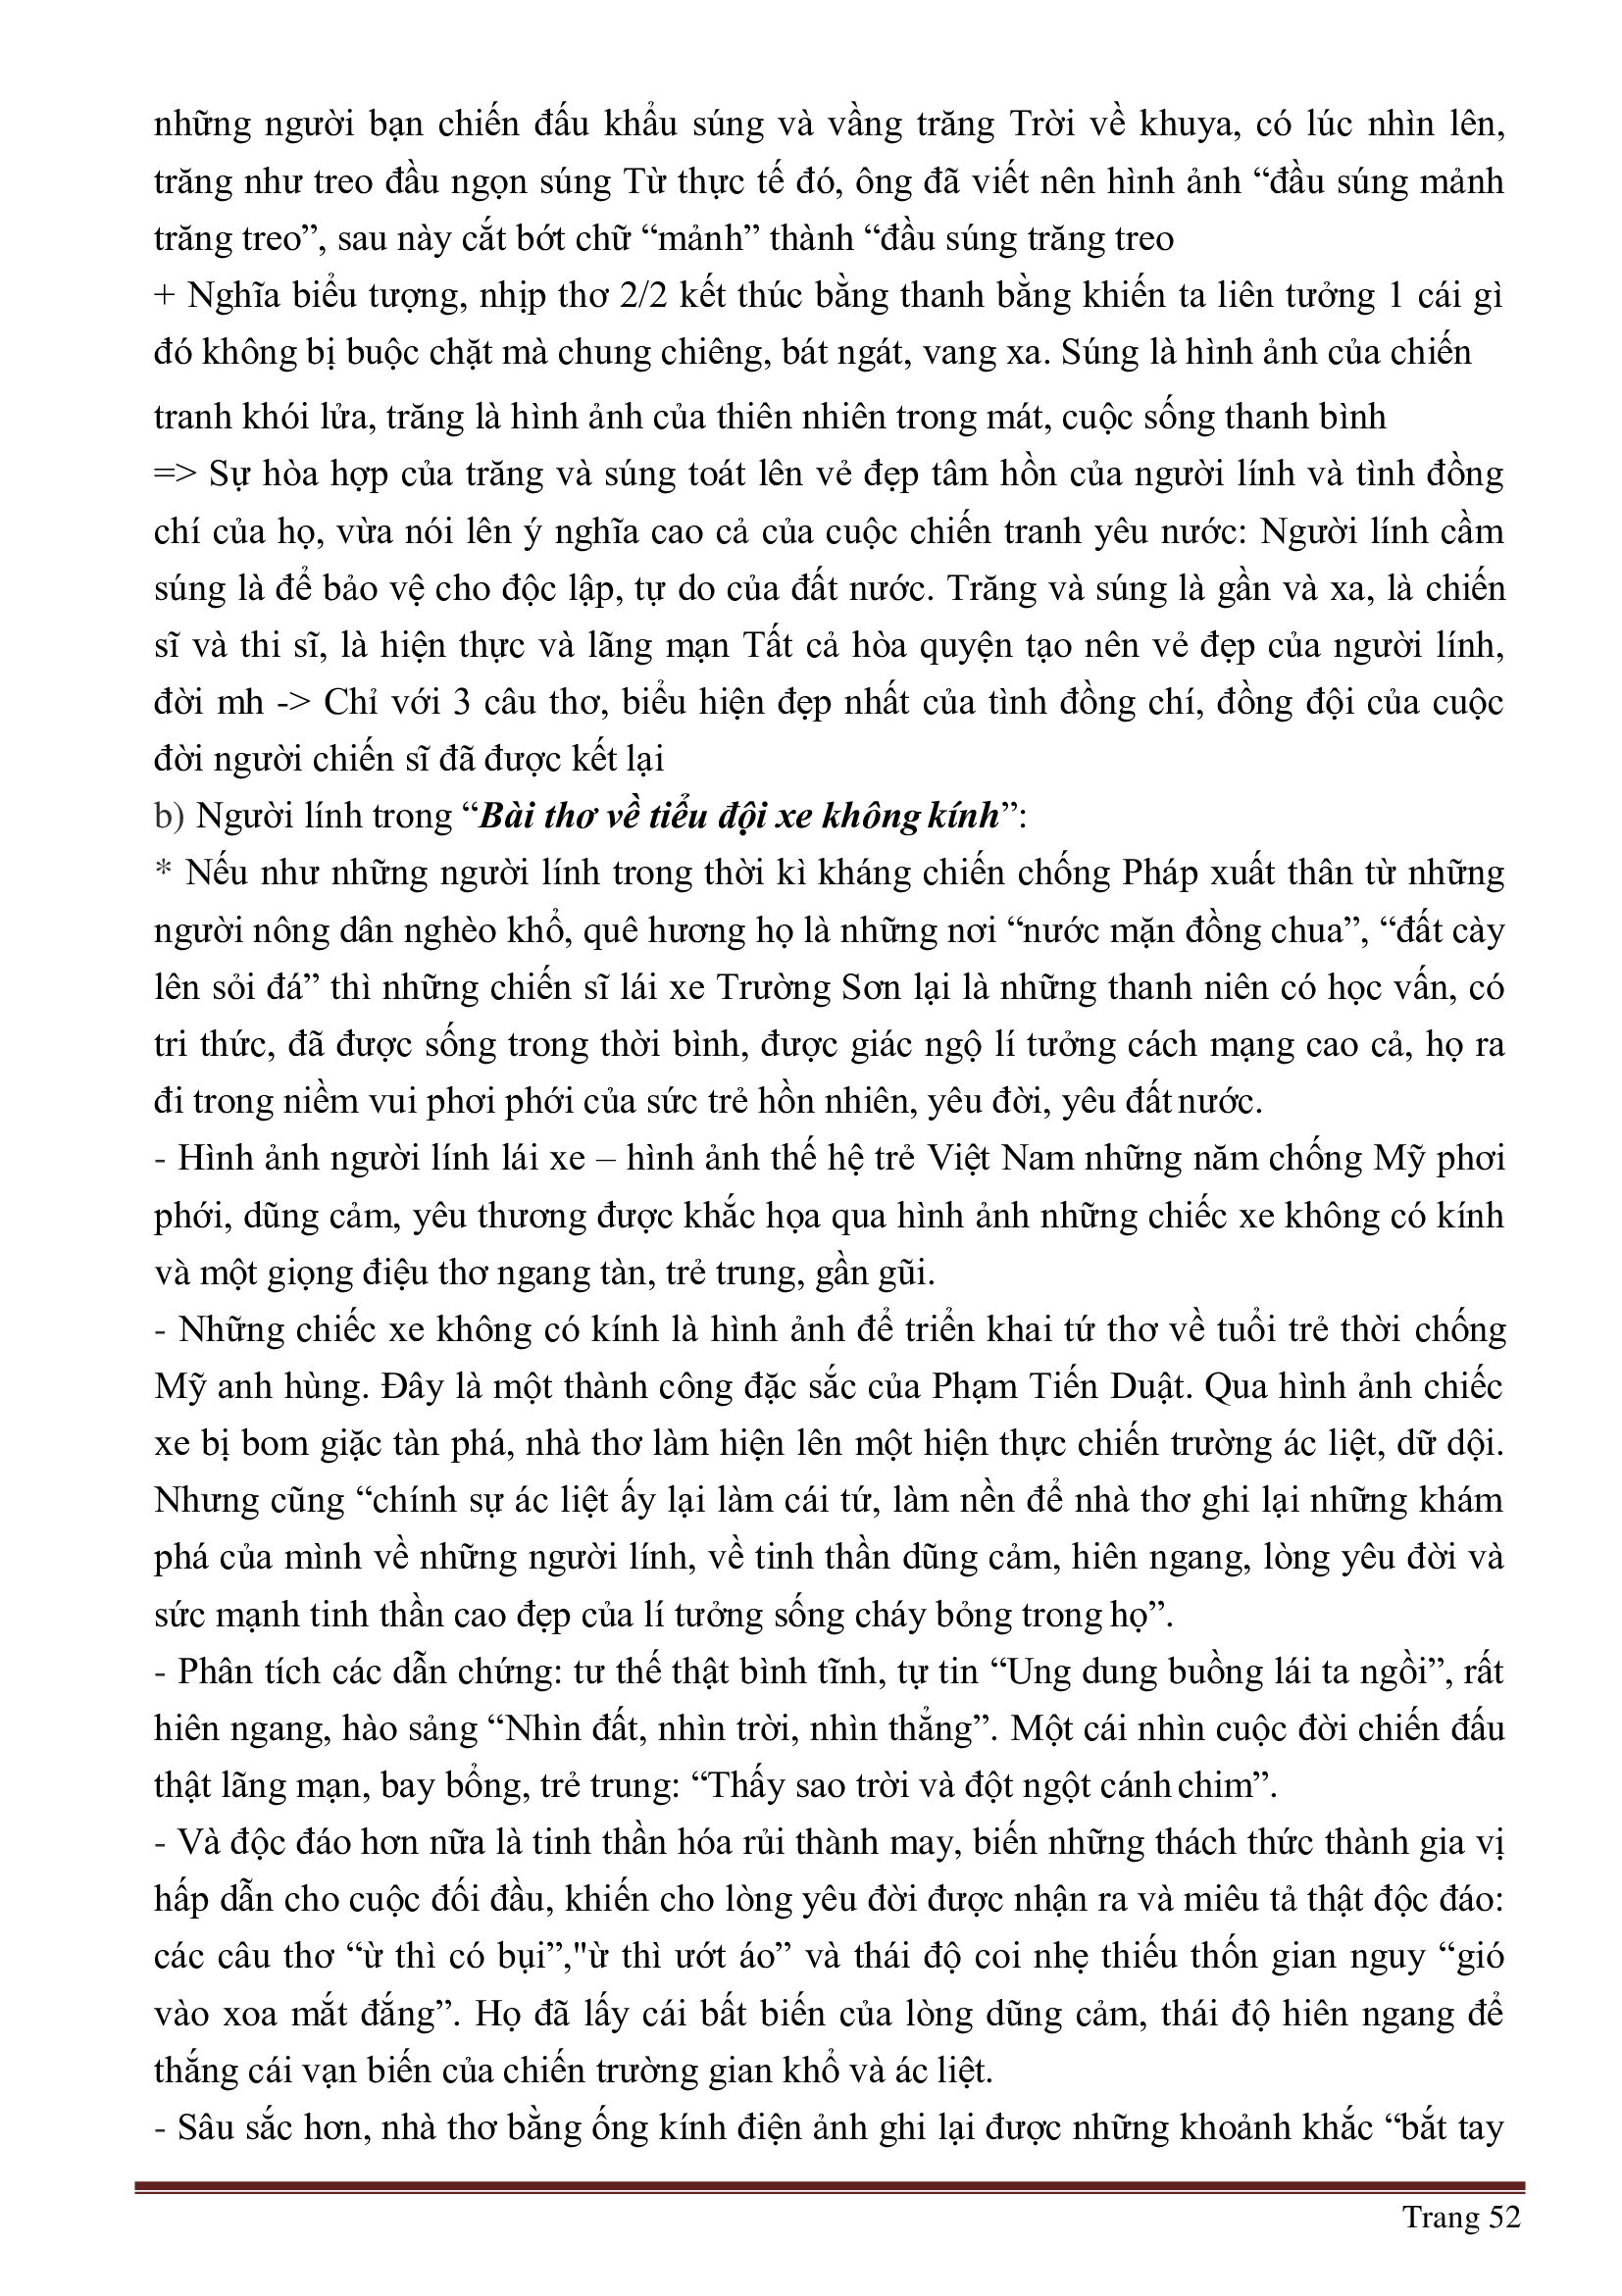 những người bạn chiến đấu khẩu súng và vầng trăng Trời về khuya, có lúc nhìn lên,
trăng như treo đầu ngọn súng Từ thực tế đó, ông đã viết nên hình ảnh “đầu súng mảnh
trăng treo”, sau này cắt bớt chữ “mảnh” thành “đầu súng trăng treo
+ Nghĩa biểu tượng, nhịp thơ 2/2 kết thúc bằng thanh bằng khiến ta liên tưởng 1 cái gì
đó không bị buộc chặt mà chung chiêng, bát ngát, vang xa. Súng là hình ảnh của chiến
tranh khói lửa, trăng là hình ảnh của thiên nhiên trong mát, cuộc sống thanh bình
=> Sự hòa hợp của trăng và súng toát lên vẻ đẹp tâm hồn của người lính và tình đồng
chí của họ, vừa nói lên ý nghĩa cao cả của cuộc chiến tranh yêu nước: Người lính cầm
súng là để bảo vệ cho độc lập, tự do của đất nước. Trăng và súng là gần và xa, là chiến
sĩ và thi sĩ, là hiện thực và lãng mạn Tất cả hòa quyện tạo nên vẻ đẹp của người lính,
đời mh -> Chỉ với 3 câu thơ, biểu hiện đẹp nhất của tình đồng chí, đồng đội của cuộc
đời người chiến sĩ đã được kết lại
b) Người lính trong “Bài thơ về tiểu đội xe không kính”:
* Nếu như những người lính trong thời kì kháng chiến chống Pháp xuất thân từ những
người nông dân nghèo khổ, quê hương họ là những nơi “nước mặn đồng chua”, “đất cày
lên sỏi đá” thì những chiến sĩ lái xe Trường Sơn lại là những thanh niên có học vấn, có
tri thức, đã được sống trong thời bình, được giác ngộ lí tưởng cách mạng cao cả, họ ra
đi trong niềm vui phơi phới của sức trẻ hồn nhiên, yêu đời, yêu đất nước.
- Hình ảnh người lính lái xe – hình ảnh thế hệ trẻ Việt Nam những năm chống Mỹ phơi
phới, dũng cảm, yêu thương được khắc họa qua hình ảnh những chiếc xe không có kính
và một giọng điệu thơ ngang tàn, trẻ trung, gần gũi.
- Những chiếc xe không có kính là hình ảnh để triển khai tứ thơ về tuổi trẻ thời chống
Mỹ anh hùng. Đây là một thành công đặc sắc của Phạm Tiến Duật. Qua hình ảnh chiếc
xe bị bom giặc tàn phá, nhà thơ làm hiện lên một hiện thực chiến trường ác liệt, dữ dội.
Nhưng cũng “chính sự ác liệt ấy lại làm cái tứ, làm nền để nhà thơ ghi lại những khám
phá của mình về những người lính, về tinh thần dũng cảm, hiên ngang, lòng yêu đời và
sức mạnh tinh thần cao đẹp của lí tưởng sống cháy bỏng trong họ”.
- Phân tích các dẫn chứng: tư thế thật bình tĩnh, tự tin “Ung dung buồng lái ta ngồi”, rất
hiên ngang, hào sảng “Nhìn đất, nhìn trời, nhìn thẳng”. Một cái nhìn cuộc đời chiến đấu
thật lãng mạn, bay bổng, trẻ trung: “Thấy sao trời và đột ngột cánh chim”.
- Và độc đáo hơn nữa là tinh thần hóa rủi thành may, biến những thách thức thành gia vị
hấp dẫn cho cuộc đối đầu, khiến cho lòng yêu đời được nhận ra và miêu tả thật độc đáo:
các câu thơ “ừ thì có bụi”,"ừ thì ướt áo” và thái độ coi nhẹ thiếu thốn gian nguy “gió
vào xoa mắt đắng”. Họ đã lấy cái bất biến của lòng dũng cảm, thái độ hiên ngang để
thắng cái vạn biến của chiến trường gian khổ và ác liệt.
- Sâu sắc hơn, nhà thơ bằng ống kính điện ảnh ghi lại được những khoảnh khắc “bắt tay
Trang 52